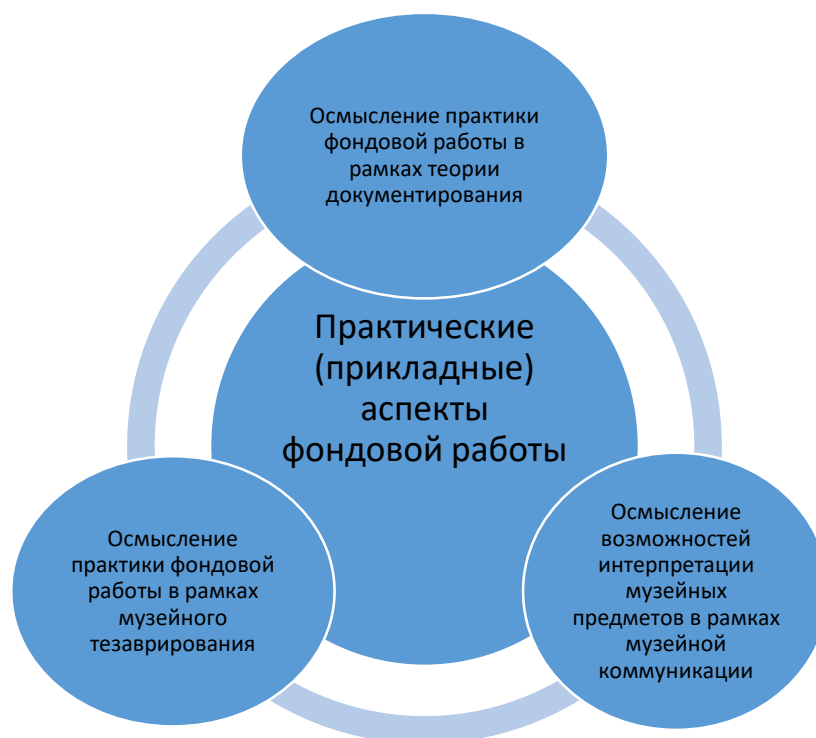 Осмысление практики
фондовой работы в
рамках теории
документирования
Практические
(прикладные)
аспекты
фондовой работы
Осмысление
практики фондовой
работы в рамках
музейного
тезаврирования
Осмысление
возможностей
интерпретации
музейных
предметов в рамках
музейной
коммуникации